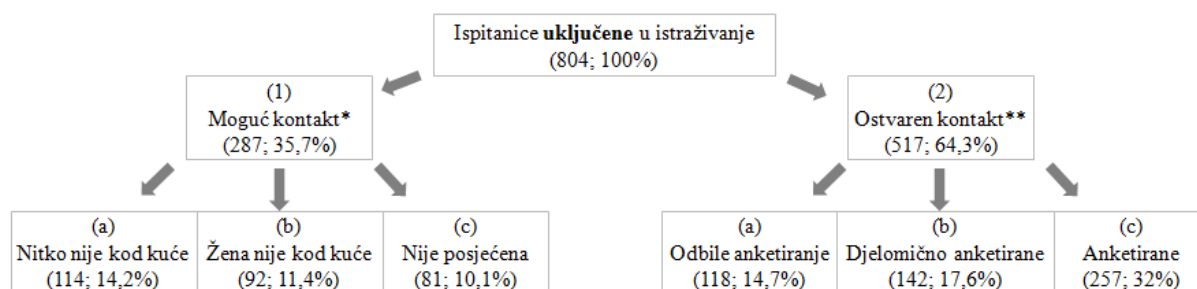 Ispitanice uključene u istraživanje
(804; 100%)
(1)
Moguć kontakt*
(287; 35,7%)
(2)
Ostvaren kontakt**
(517; 64,3%)
(a)
Nitko nije kod kuće
(114; 14,2%)
(b)
Žena nije kod kuće
(92; 11,4%)
(c)
Nije posjećena
(81; 10,1%)
(a)
Odbile anketiranje
(118; 14,7%)
(b)
Djelomično anketirane
(142; 17,6%)
(c)
Anketirane
(257; 32%)